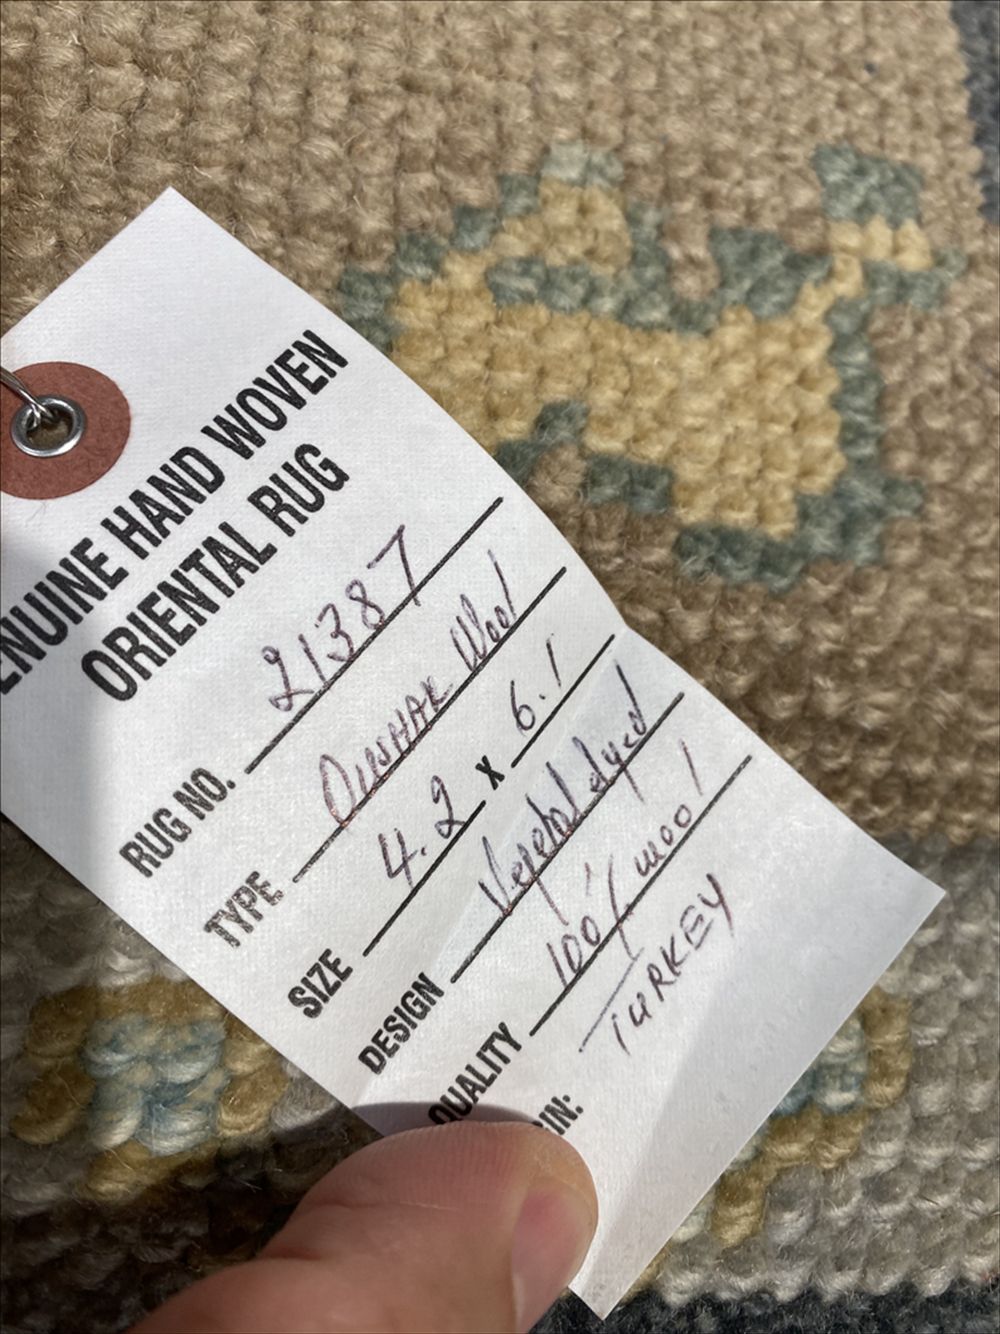 ENUINE HAND WOVEN
ORIENTAL RUG
RUG NO. 21387
TYPE OUSHAK Wool
SIZE 4.2 x 6.1
DESIGN Vegetal dyed
QUALITY 100% wool
IN: TURKEY